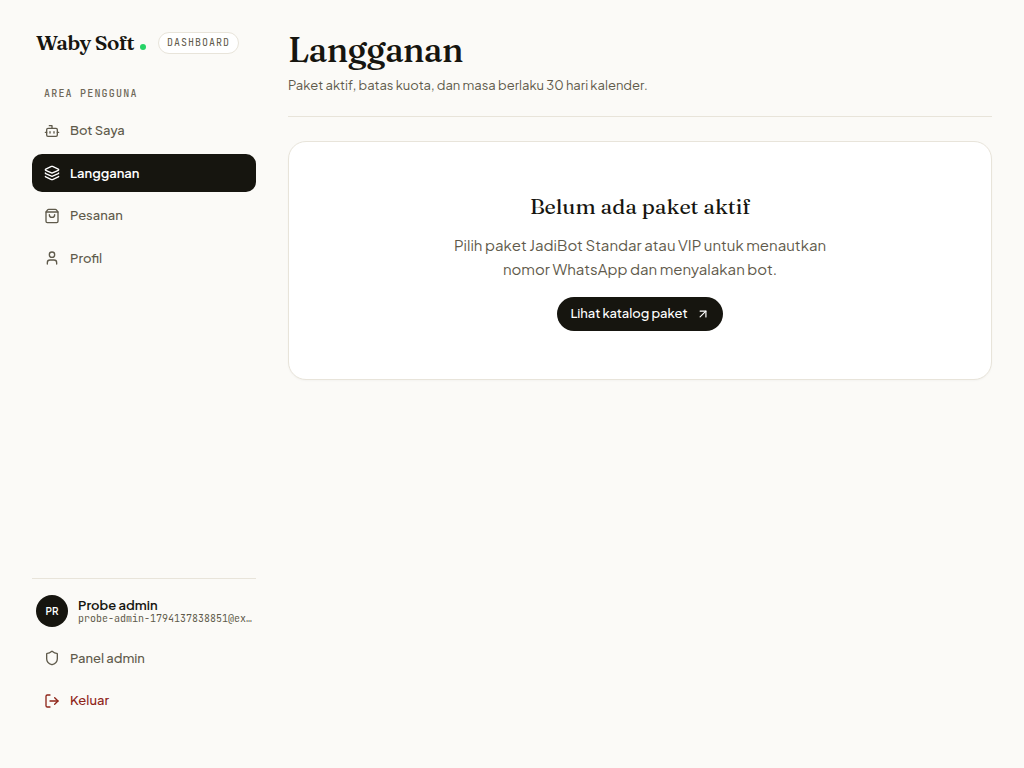 Waby Soft
DASHBOARD
AREA PENGGUNA
Bot Saya
Langganan
Pesanan
Profil
PR
Probe admin
probe-admin-1794137838851@ex…
Panel admin
Keluar
Langganan
Paket aktif, batas kuota, dan masa berlaku 30 hari kalender.
Belum ada paket aktif
Pilih paket JadiBot Standar atau VIP untuk menautkan
nomor WhatsApp dan menyalakan bot.
Lihat katalog paket